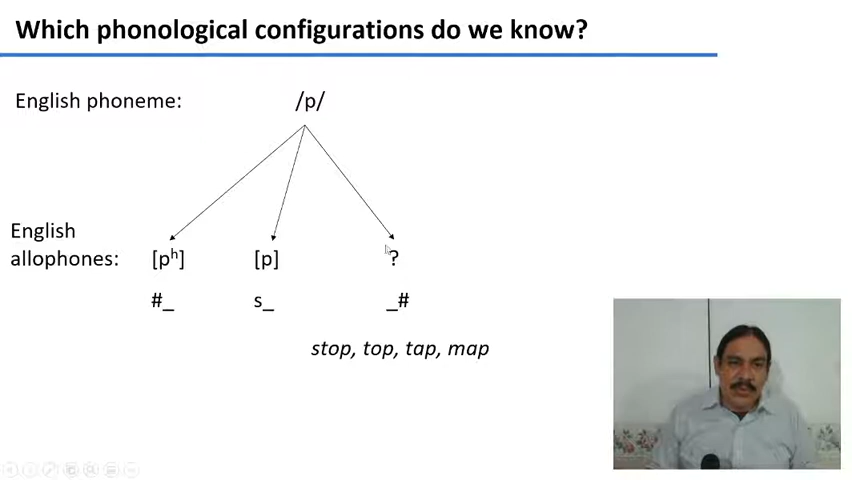 Which phonological configurations do we know?
English phoneme: /p/
English
allophones: [pʰ] [p] ?
#_ s_ _#
stop, top, tap, map